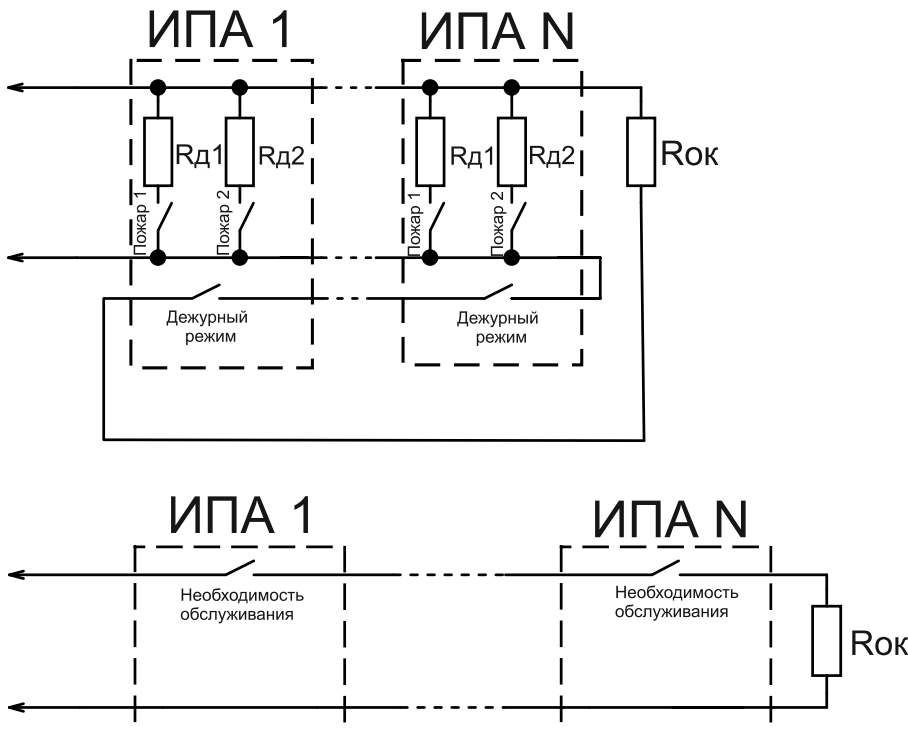 ИПА 1
ИПА N
Rд1
Rд2
Rд1
Rд2
Rок
Пожар 1
Пожар 2
Пожар 1
Пожар 2
Дежурный
режим
Дежурный
режим
ИПА 1
ИПА N
Необходимость
обслуживания
Необходимость
обслуживания
Rок